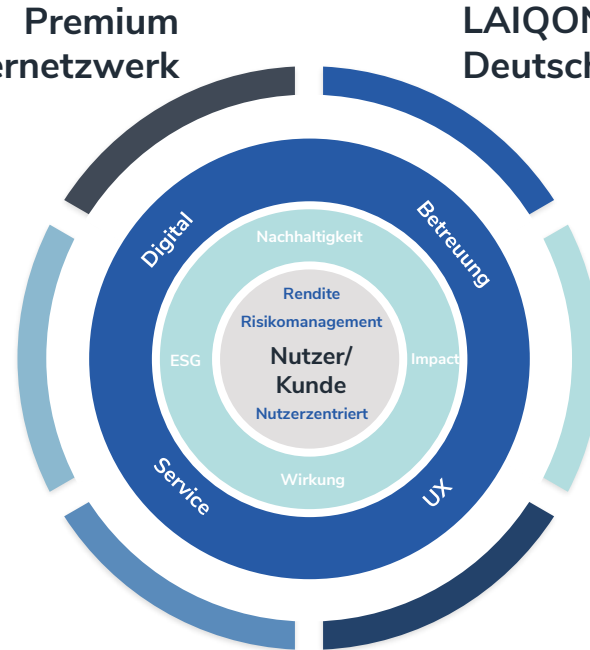 Premium
ernetzwerk
LAIQON
Deutsch
Digital
Betreuung
Nachhaltigkeit
Rendite
Risikomanagement
ESG
Nutzer/
Kunde
Impact
Nutzerzentriert
Wirkung
Service
UX